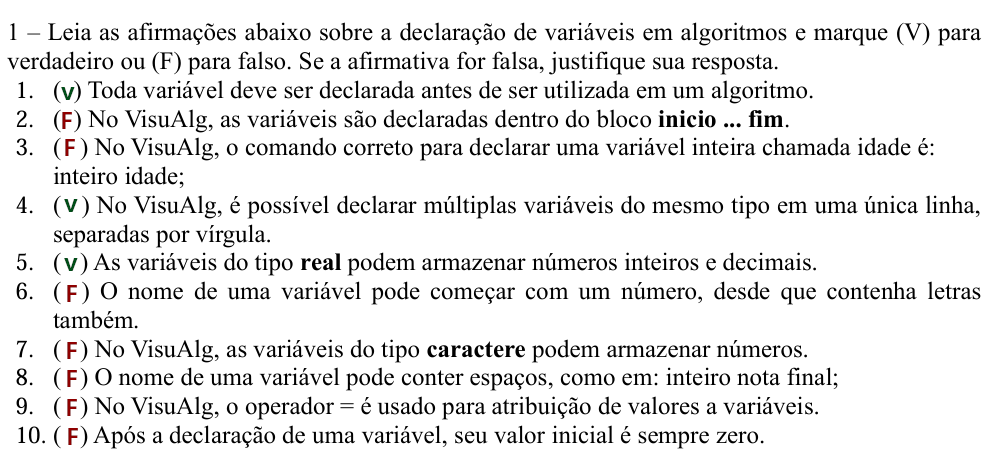 1 – Leia as afirmações abaixo sobre a declaração de variáveis em algoritmos e marque (V) para
verdadeiro ou (F) para falso. Se a afirmativa for falsa, justifique sua resposta.
1. (v) Toda variável deve ser declarada antes de ser utilizada em um algoritmo.
2. (F) No VisuAlg, as variáveis são declaradas dentro do bloco inicio ... fim.
3. (F) No VisuAlg, o comando correto para declarar uma variável inteira chamada idade é:
inteiro idade;
4. (v) No VisuAlg, é possível declarar múltiplas variáveis do mesmo tipo em uma única linha,
separadas por vírgula.
5. (v) As variáveis do tipo real podem armazenar números inteiros e decimais.
6. (F) O nome de uma variável pode começar com um número, desde que contenha letras
também.
7. (F) No VisuAlg, as variáveis do tipo caractere podem armazenar números.
8. (F) O nome de uma variável pode conter espaços, como em: inteiro nota final;
9. (F) No VisuAlg, o operador = é usado para atribuição de valores a variáveis.
10. (F) Após a declaração de uma variável, seu valor inicial é sempre zero.